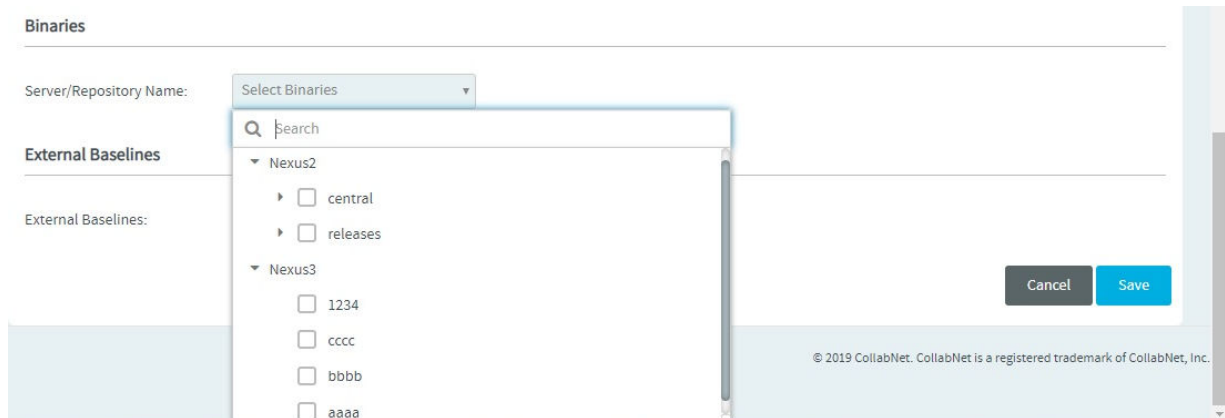 Binaries
Server/Repository Name:
Select Binaries
Search
External Baselines
Nexus2
central
releases
External Baselines:
Nexus3
1234
cccc
bbbb
aaaa
Cancel
Save
© 2019 CollabNet. CollabNet is a registered trademark of CollabNet, Inc.